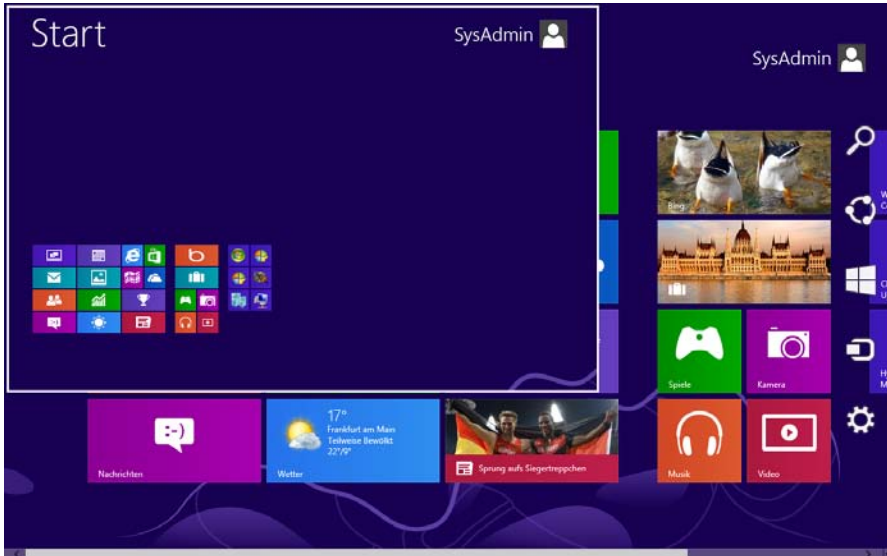 Start
SysAdmin
SysAdmin
Bing
Spiele
Kamera
:-)
Nachrichten
17°
Frankfurt am Main
Teilweise Bewölkt
22°/9°
Wetter
Sprung aufs Siegertreppchen
Musik
Video